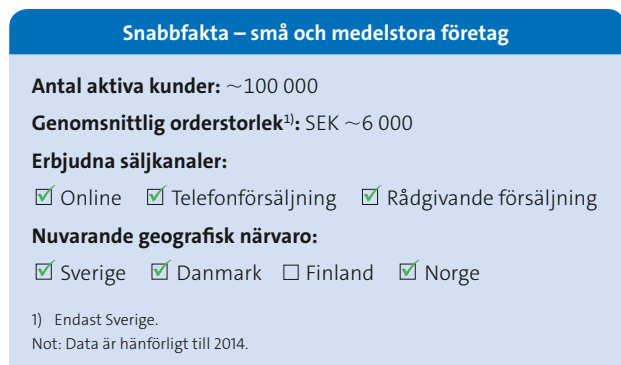 Snabbfakta – små och medelstora företag
Antal aktiva kunder: ~100 000
Genomsnittlig orderstorlek1): SEK ~6 000
Erbjudna säljkanaler:
☑ Online ☑ Telefonförsäljning ☑ Rådgivande försäljning
Nuvarande geografisk närvaro:
☑ Sverige ☑ Danmark ☐ Finland ☑ Norge
1) Endast Sverige.
Not: Data är hänförligt till 2014.